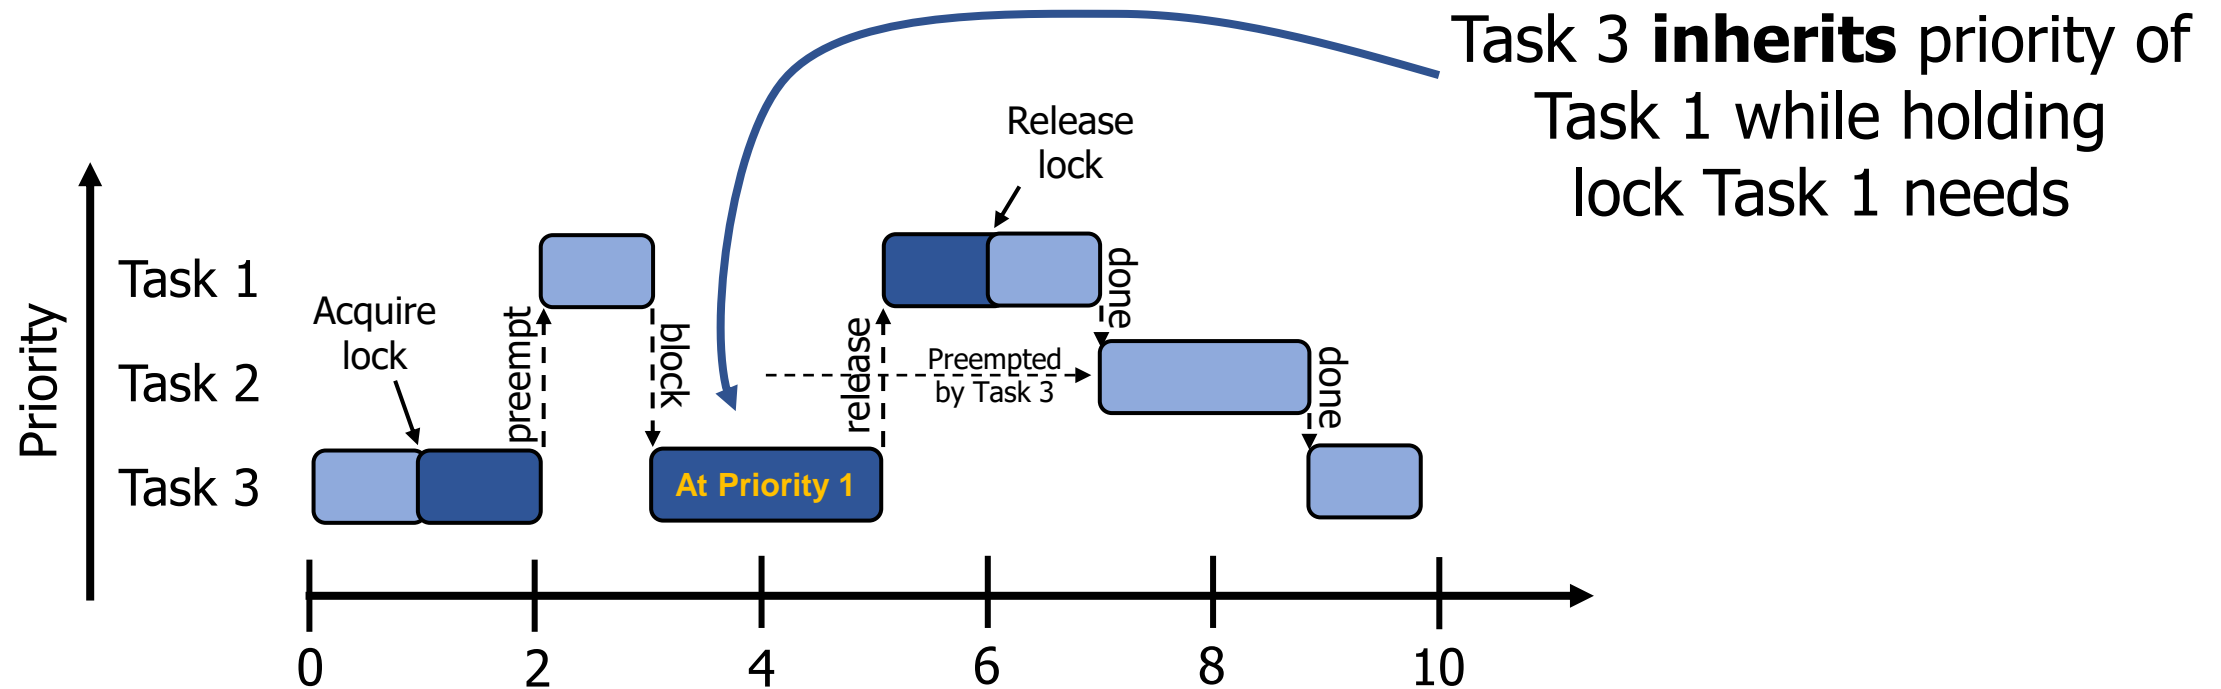 Task 3 inherits priority of
Task 1 while holding
lock Task 1 needs
Release
lock
Priority
Task 1
Task 2
Task 3
Acquire
lock
preempt
block
release
done
Preempted
by Task 3
done
At Priority 1
0
2
4
6
8
10